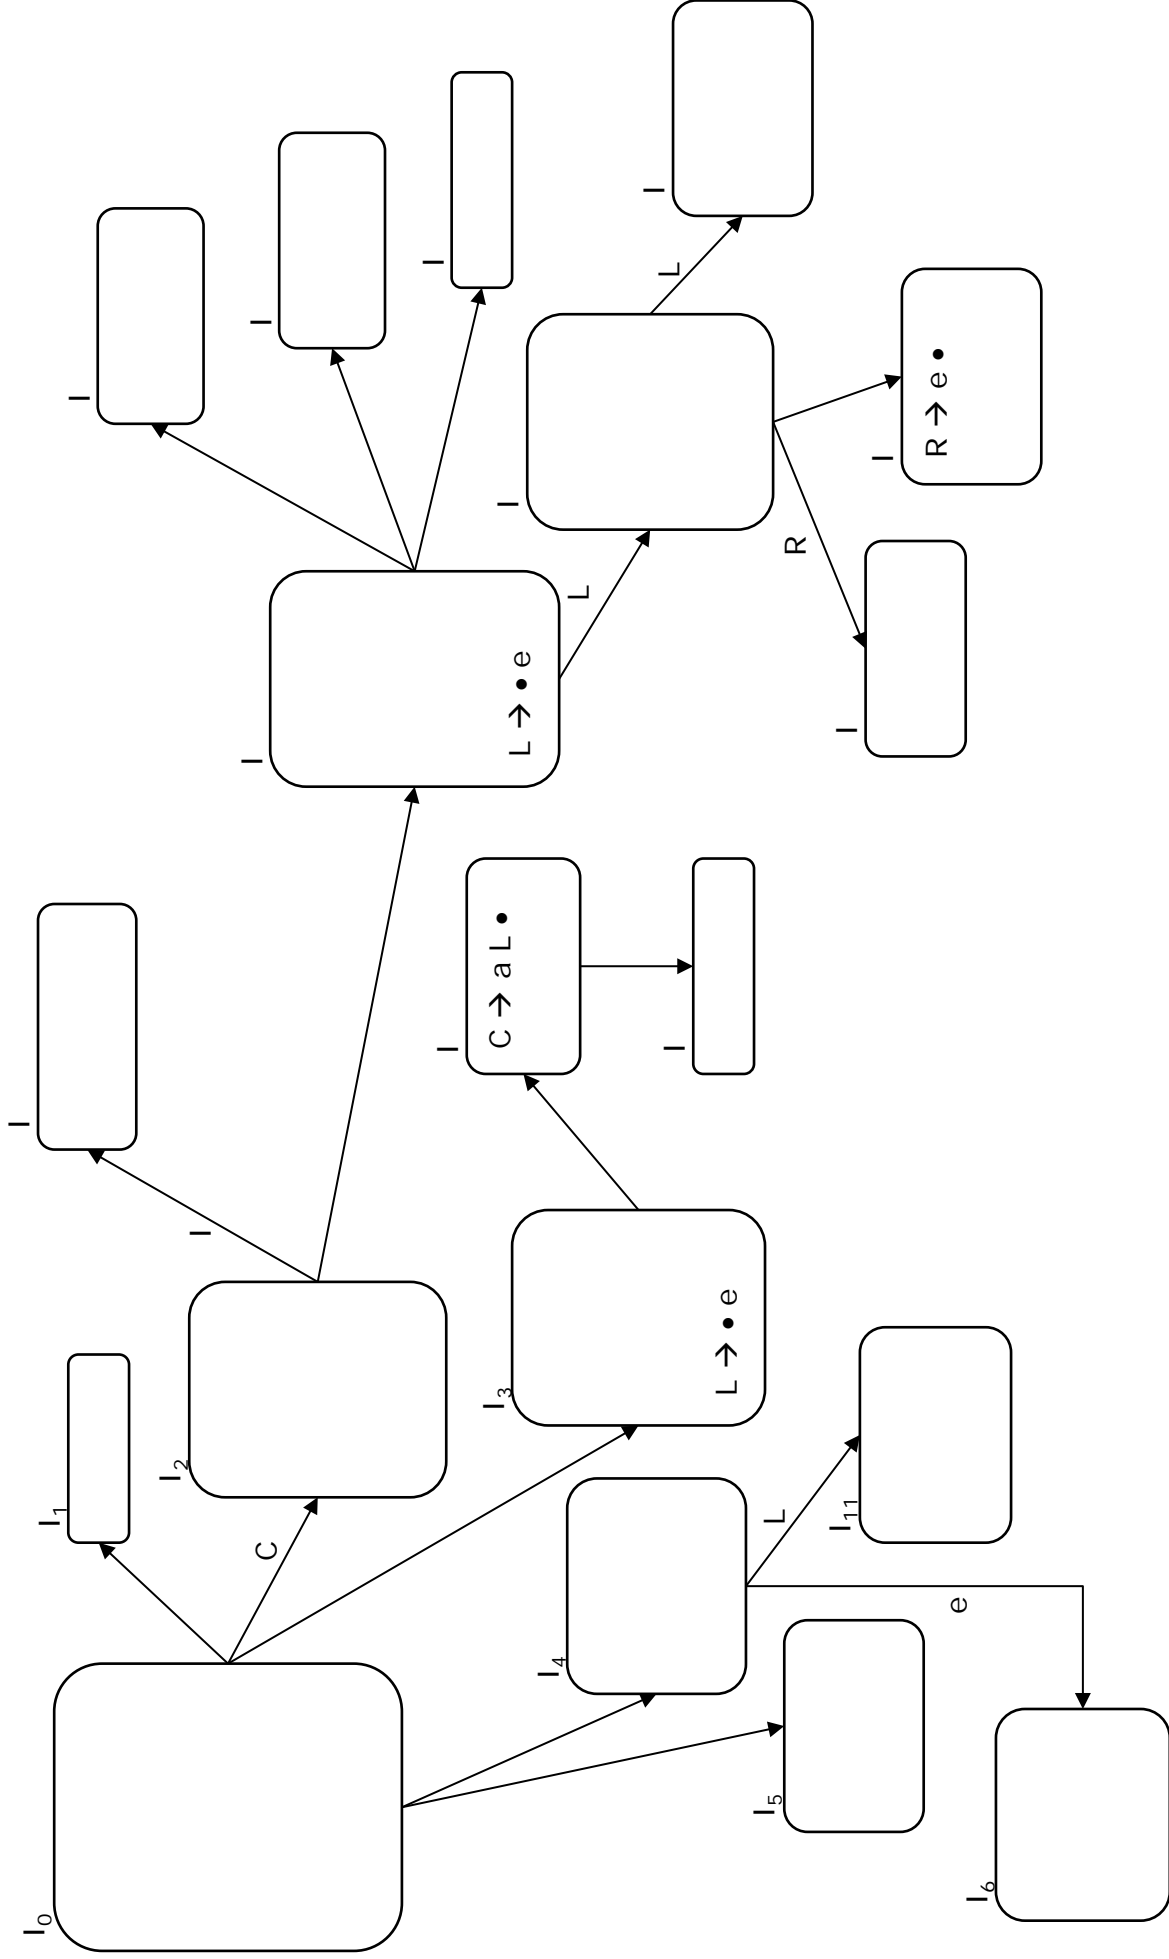 I
I₀
I₁
I
I₂
I
I
I
C
I
I
I₃
C → a L •
I
L → • e
I₄
L
I
L
I
L → • e
I₅
L
R
I₁₁
I
I
R → e •
e
I₆